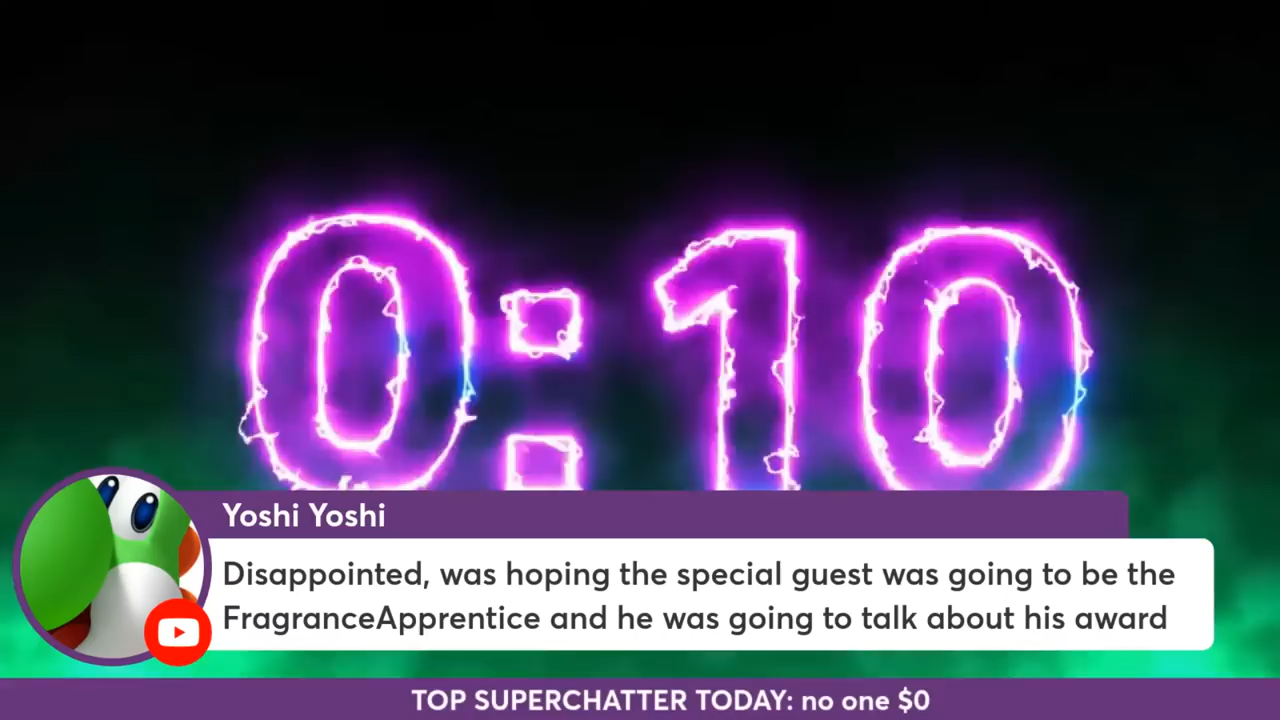 0:10
Yoshi Yoshi
Disappointed, was hoping the special guest was going to be the
FragranceApprentice and he was going to talk about his award
TOP SUPERCHATTER TODAY: no one $0